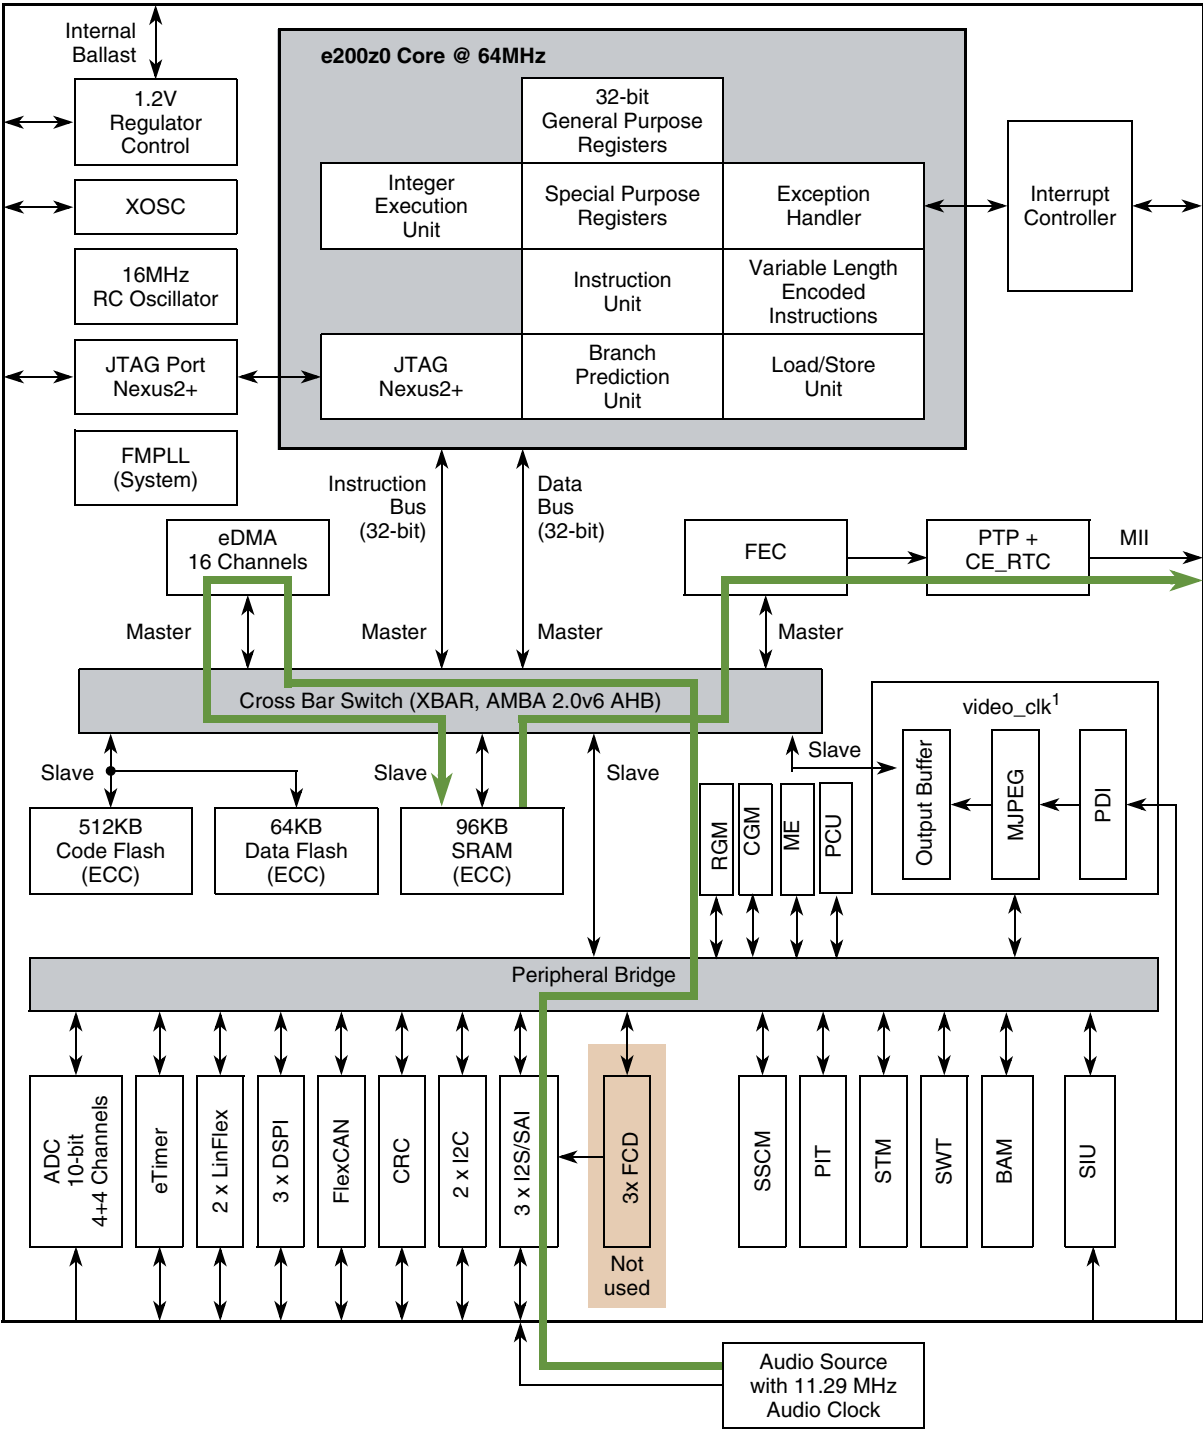 Internal
Ballast
1.2V
Regulator
Control
XOSC
16MHz
RC Oscillator
JTAG Port
Nexus2+
FMPLL
(System)
e200z0 Core @ 64MHz
32-bit
General Purpose
Registers
Integer
Execution
Unit
Special Purpose
Registers
Exception
Handler
Instruction
Unit
Variable Length
Encoded
Instructions
JTAG
Nexus2+
Branch
Prediction
Unit
Load/Store
Unit
Interrupt
Controller
Instruction
Bus
(32-bit)
Data
Bus
(32-bit)
eDMA
16 Channels
FEC
PTP +
CE_RTC
MII
Master
Master
Master
Master
Cross Bar Switch (XBAR, AMBA 2.0v6 AHB)
Slave
Slave
Slave
Slave
512KB
Code Flash
(ECC)
64KB
Data Flash
(ECC)
96KB
SRAM
(ECC)
RGM
CGM
ME
PCU
video_clk1
Output Buffer
MJPEG
PDI
Peripheral Bridge
ADC
10-bit
4+4 Channels
eTimer
2 x LinFlex
3 x DSPI
FlexCAN
CRC
2 x I2C
3 x I2S/SAI
3x FCD
Not
used
SSCM
PIT
STM
SWT
BAM
SIU
Audio Source
with 11.29 MHz
Audio Clock